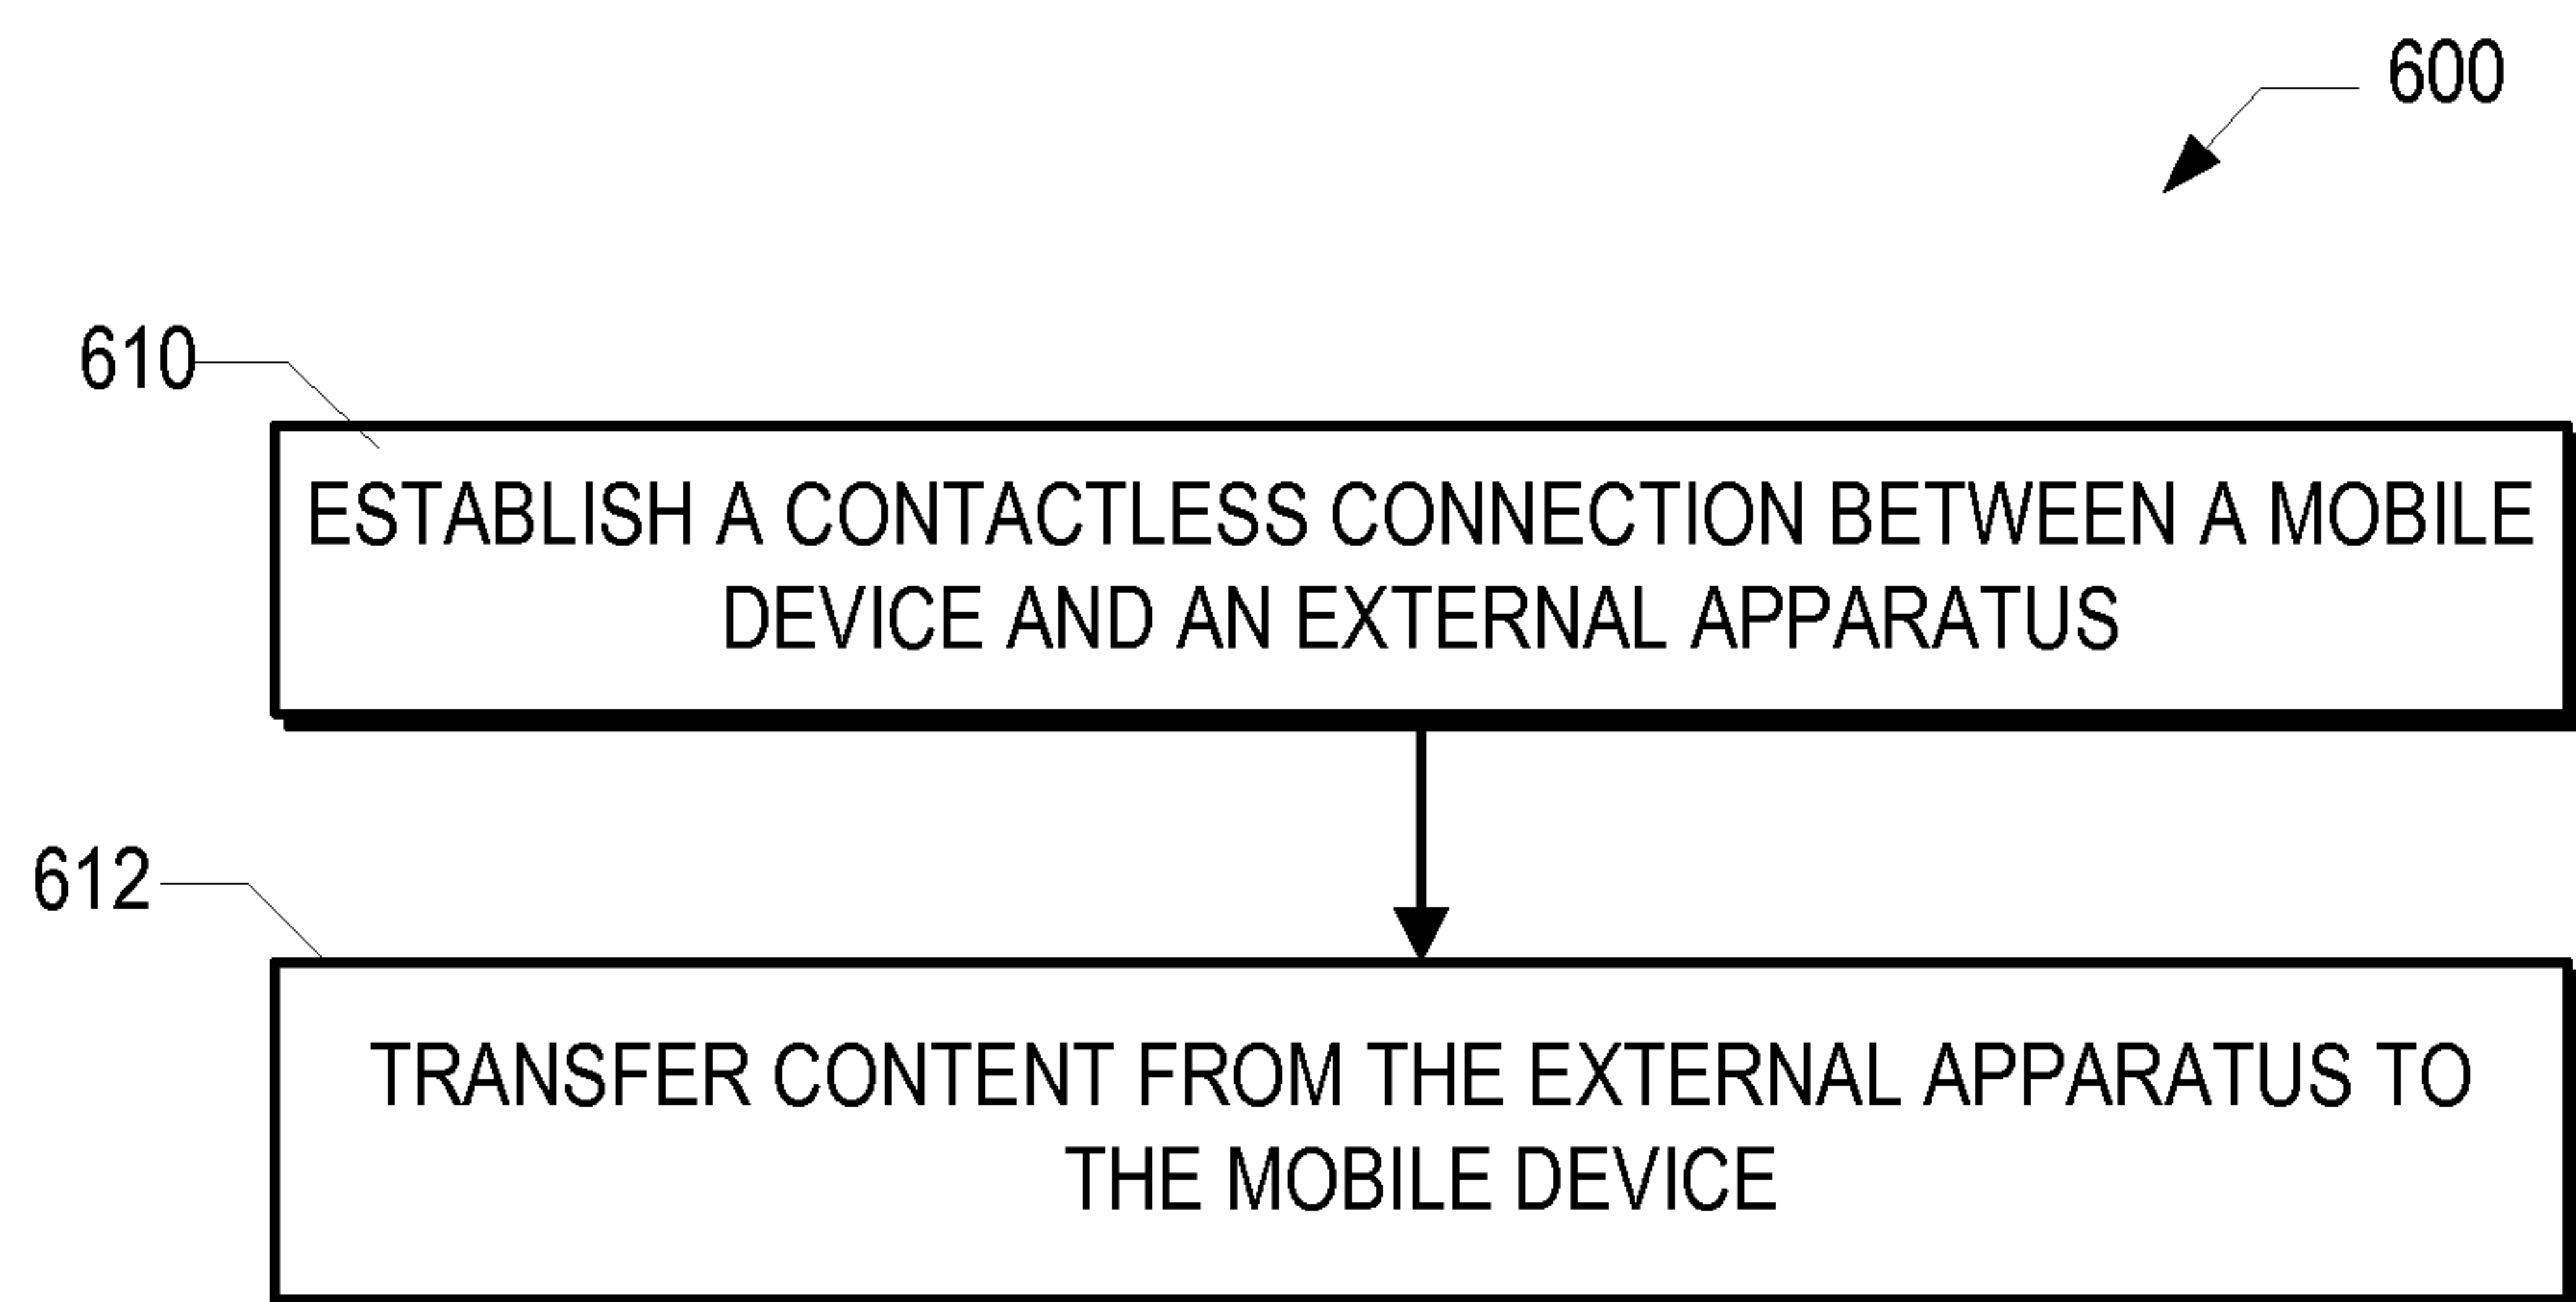 600
610
ESTABLISH A CONTACTLESS CONNECTION BETWEEN A MOBILE
DEVICE AND AN EXTERNAL APPARATUS
612
TRANSFER CONTENT FROM THE EXTERNAL APPARATUS TO
THE MOBILE DEVICE